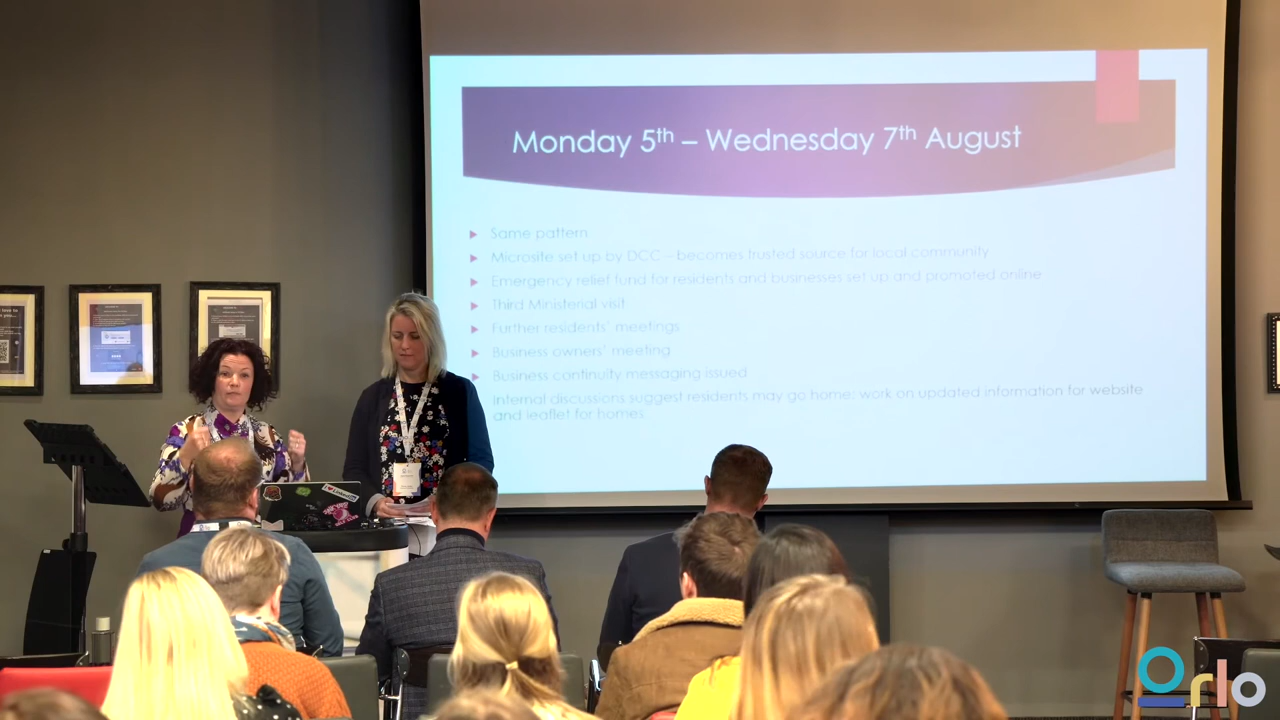 Monday 5th – Wednesday 7th August
Same pattern
Microsite set up by DCC – becomes trusted source for local community
Emergency relief fund for residents and businesses set up and promoted online
Third Ministerial visit
Further residents' meetings
Business owners' meeting
Business continuity messaging issued
Internal discussions suggest residents may go home: work on updated information for website
and leaflet for homes
orlo